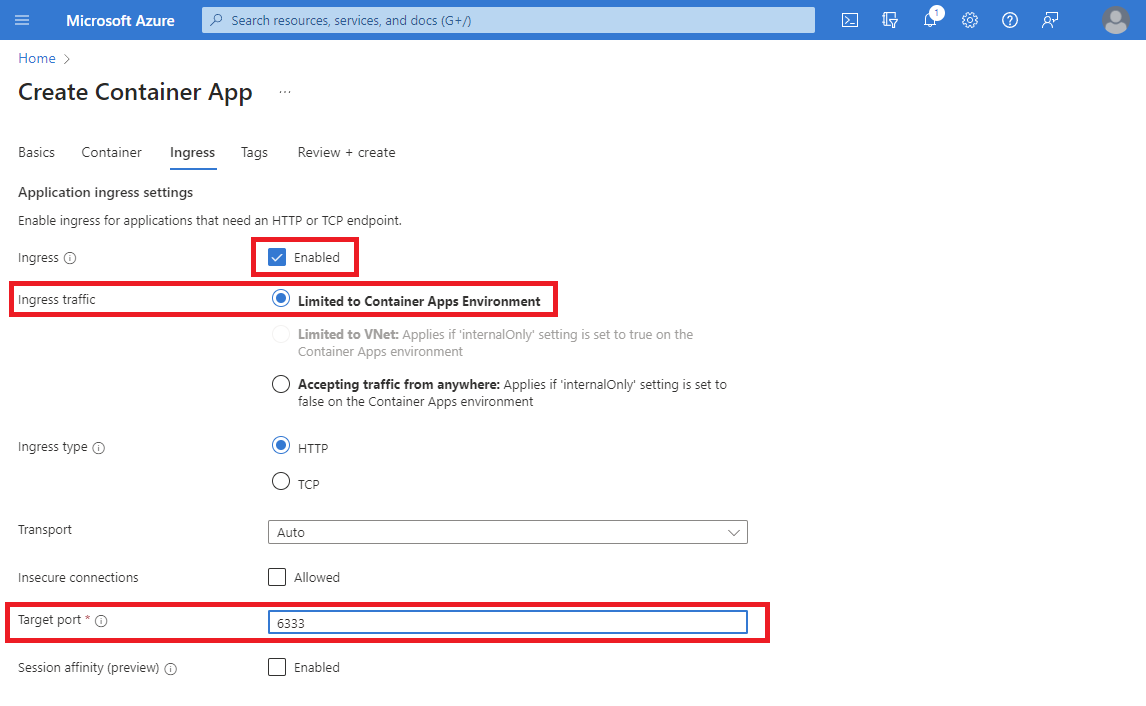 Microsoft Azure
Search resources, services, and docs (G+/)
1
Home
Create Container App
...
Basics Container Ingress Tags Review + create
Application ingress settings
Enable ingress for applications that need an HTTP or TCP endpoint.
Ingress Enabled
Ingress traffic Limited to Container Apps Environment
Limited to VNet: Applies if 'internalOnly' setting is set to true on the
Container Apps environment
Accepting traffic from anywhere: Applies if 'internalOnly' setting is set to
false on the Container Apps environment
Ingress type HTTP
TCP
Transport Auto
Insecure connections Allowed
Target port * 6333
Session affinity (preview) Enabled